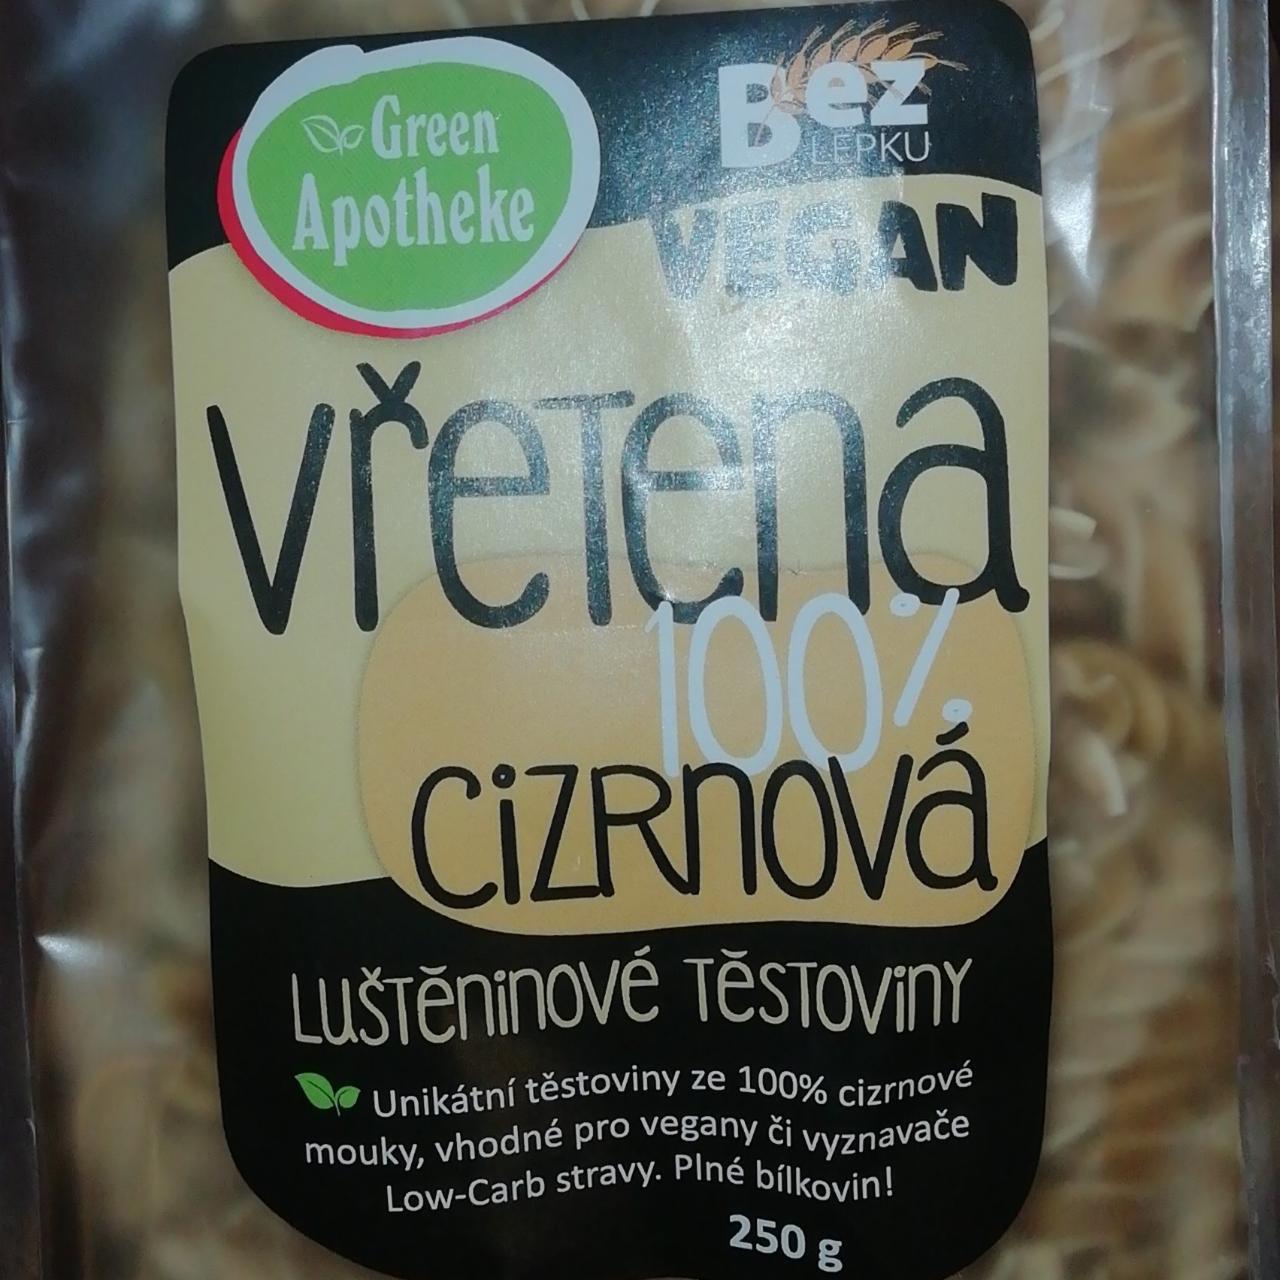 Green
Apotheke
Bez
LEPKU
VEGAN
Vřetena
100%
cizrnová
Luštěninové těstoviny
Unikátní těstoviny ze 100% cizrnové
mouky, vhodné pro vegany či vyznavače
Low-Carb stravy. Plné bílkovin!
250 g